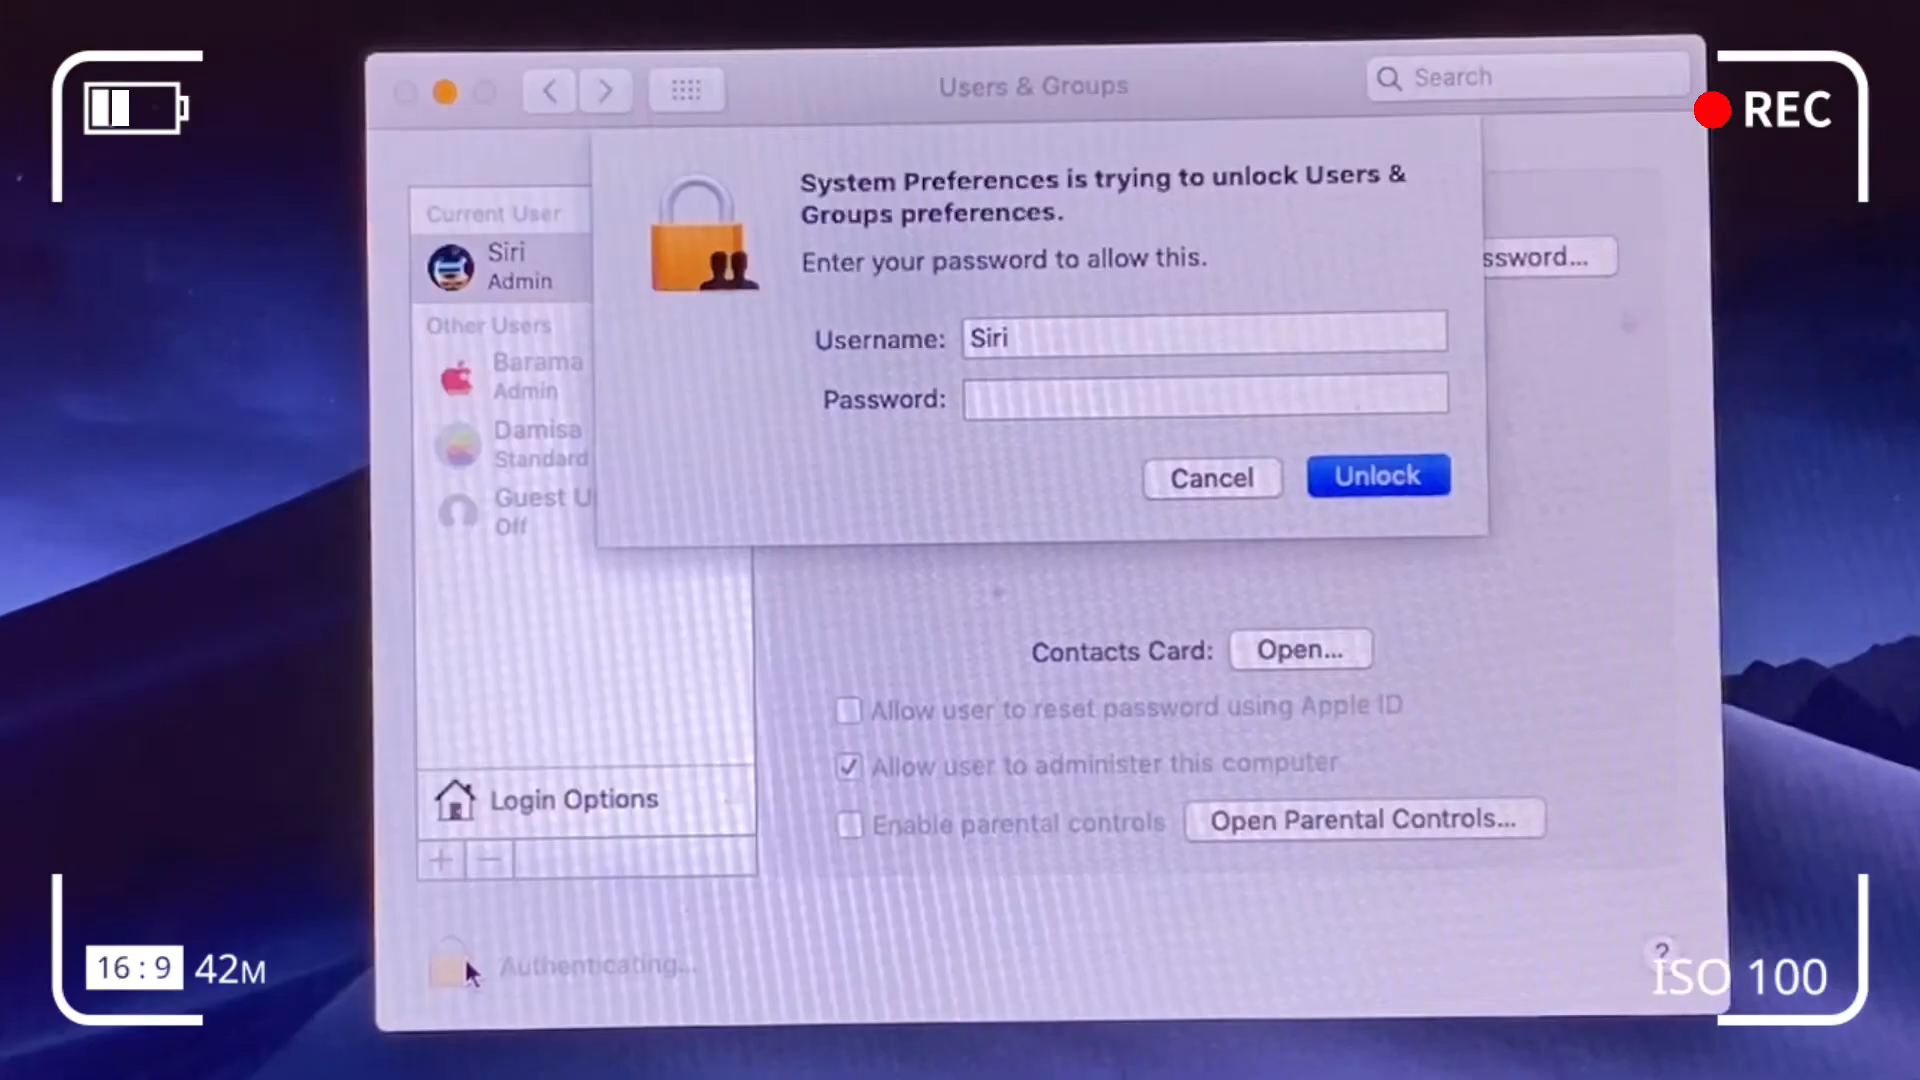 REC
Users & Groups
Search
System Preferences is trying to unlock Users &
Groups preferences.
Enter your password to allow this.
Username: Siri
Password:
Cancel
Unlock
Current User
Siri
Admin
Other Users
Barama
Admin
Damisa
Standard
Guest U
Off
ssword...
Contacts Card: Open...
Allow user to reset password using Apple ID
Allow user to administer this computer
Enable parental controls Open Parental Controls...
Login Options
Authenticating...
?
16 : 9 42M
ISO 100